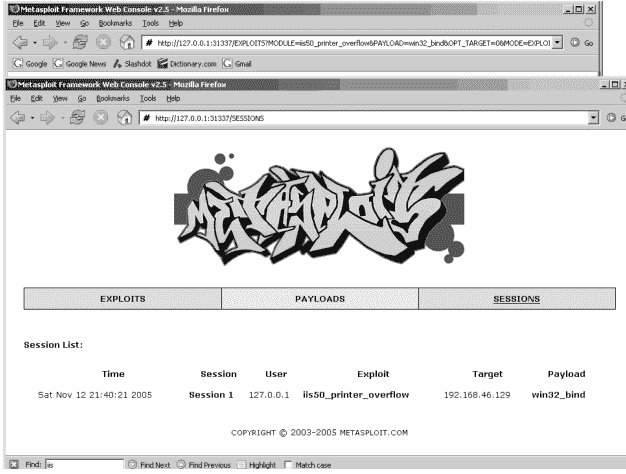 Metasploit Framework Web Console v2.5 - Mozilla Firefox
File Edit View Go Bookmarks Tools Help
http://127.0.0.1:31337/EXPLOITS?MODULE=iis50_printer_overflow&PAYLOAD=win32_bind&OPT_TARGET=0&MODE=EXPLOI
Go
Google Google News Slashdot Dictionary.com Gmail
Metasploit Framework Web Console v2.5 - Mozilla Firefox
File Edit View Go Bookmarks Tools Help
http://127.0.0.1:31337/SESSIONS
G
METASPLOIT
EXPLOITS PAYLOADS SESSIONS
Session List:
Time Session User Exploit Target Payload
Sat Nov 12 21:40:21 2005 Session 1 127.0.0.1 iis50_printer_overflow 192.168.46.129 win32_bind
COPYRIGHT © 2003-2005 METASPLOIT.COM
Find: iis Find Next Find Previous Highlight Match case